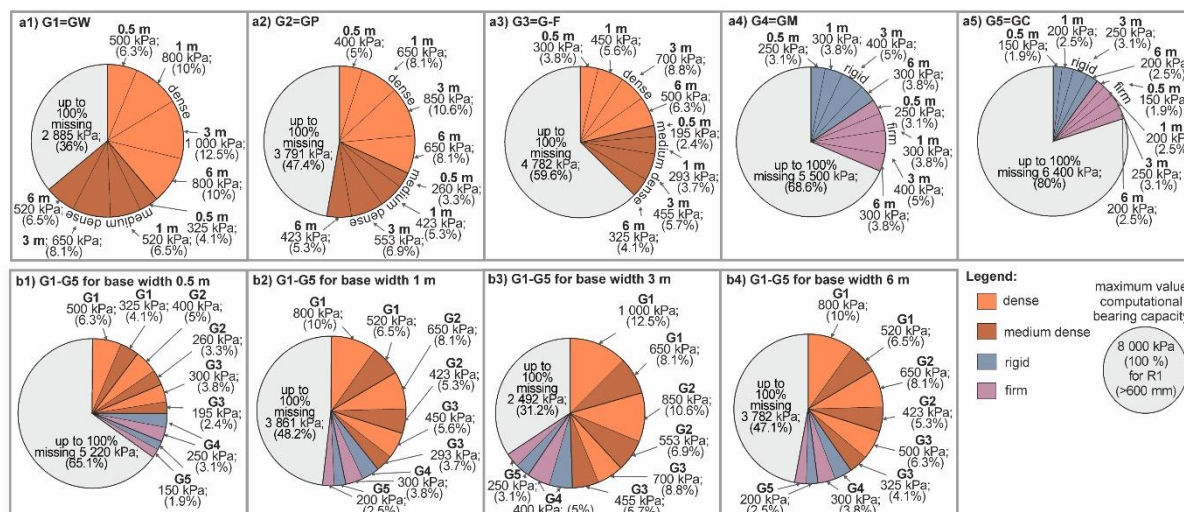 a1) G1=GW
0.5 m
500 kPa;
(6.3%)
1 m
800 kPa;
(10%)
dense
3 m
1 000 kPa;
(12.5%)
6 m
800 kPa;
(10%)
0.5 m
325 kPa;
(4.1%)
1 m
520 kPa;
(6.5%)
medium dense
3 m; 650 kPa;
(8.1%)
6 m
520 kPa;
(6.5%)
up to
100%
missing
2 885 kPa;
(36%)
a2) G2=GP
0.5 m
400 kPa;
(5%)
1 m
650 kPa;
(8.1%)
dense
3 m
850 kPa;
(10.6%)
6 m
650 kPa;
(8.1%)
0.5 m
260 kPa;
(3.3%)
medium dense
1 m
423 kPa;
(5.3%)
3 m
553 kPa;
(6.9%)
6 m
423 kPa;
(5.3%)
up to
100%
missing
3 791 kPa;
(47.4%)
a3) G3=G-F
0.5 m
300 kPa;
(3.8%)
1 m
450 kPa;
(5.6%)
3 m
700 kPa;
(8.8%)
dense
6 m
500 kPa;
(6.3%)
0.5 m
195 kPa;
(2.4%)
medium dense
1 m
293 kPa;
(3.7%)
3 m
455 kPa;
(5.7%)
6 m
325 kPa;
(4.1%)
up to
100%
missing
4 782 kPa;
(59.6%)
a4) G4=GM
0.5 m
250 kPa;
(3.1%)
1 m
300 kPa;
(3.8%)
3 m
400 kPa;
(5%)
rigid
6 m
300 kPa;
(3.8%)
0.5 m
250 kPa;
(3.1%)
firm
1 m
300 kPa;
(3.8%)
3 m
400 kPa;
(5%)
6 m
300 kPa;
(3.8%)
up to 100%
missing 5 500 kPa;
(68.6%)
a5) G5=GC
0.5 m
150 kPa;
(1.9%)
1 m
200 kPa;
(2.5%)
3 m
250 kPa;
(3.1%)
rigid
6 m
200 kPa;
(2.5%)
firm
0.5 m
150 kPa;
(1.9%)
1 m
200 kPa;
(2.5%)
3 m
250 kPa;
(3.1%)
6 m
200 kPa;
(2.5%)
up to 100%
missing 6 400 kPa;
(80%)
b1) G1-G5 for base width 0.5 m
G1
500 kPa;
(6.3%)
G1
325 kPa;
(4.1%)
G2
400 kPa;
(5%)
G2
260 kPa;
(3.3%)
G3
300 kPa;
(3.8%)
G3
195 kPa;
(2.4%)
G4
250 kPa;
(3.1%)
G5
150 kPa;
(1.9%)
up to
100%
missing 5 220 kPa;
(65.1%)
b2) G1-G5 for base width 1 m
G1
800 kPa;
(10%)
G1
520 kPa;
(6.5%)
G2
650 kPa;
(8.1%)
G2
423 kPa;
(5.3%)
G3
450 kPa;
(5.6%)
G3
293 kPa;
(3.7%)
G4
300 kPa;
(3.8%)
G5
200 kPa;
(2.5%)
up to
100%
missing
3 861 kPa;
(48.2%)
b3) G1-G5 for base width 3 m
G1
1 000 kPa;
(12.5%)
G1
650 kPa;
(8.1%)
G2
850 kPa;
(10.6%)
G2
553 kPa;
(6.9%)
G3
700 kPa;
(8.8%)
G3
455 kPa;
(5.7%)
G4
400 kPa; (5%)
G5
250 kPa;
(3.1%)
up to
100%
missing
2 492 kPa;
(31.2%)
b4) G1-G5 for base width 6 m
G1
800 kPa;
(10%)
G1
520 kPa;
(6.5%)
G2
650 kPa;
(8.1%)
G2
423 kPa;
(5.3%)
G3
500 kPa;
(6.3%)
G3
325 kPa;
(4.1%)
G4
300 kPa;
(3.8%)
G5
200 kPa;
(2.5%)
up to
100%
missing
3 782 kPa;
(47.1%)
Legend:
dense
medium dense
rigid
firm
maximum value
computational
bearing capacity
8 000 kPa
(100 %)
for R1
(>600 mm)